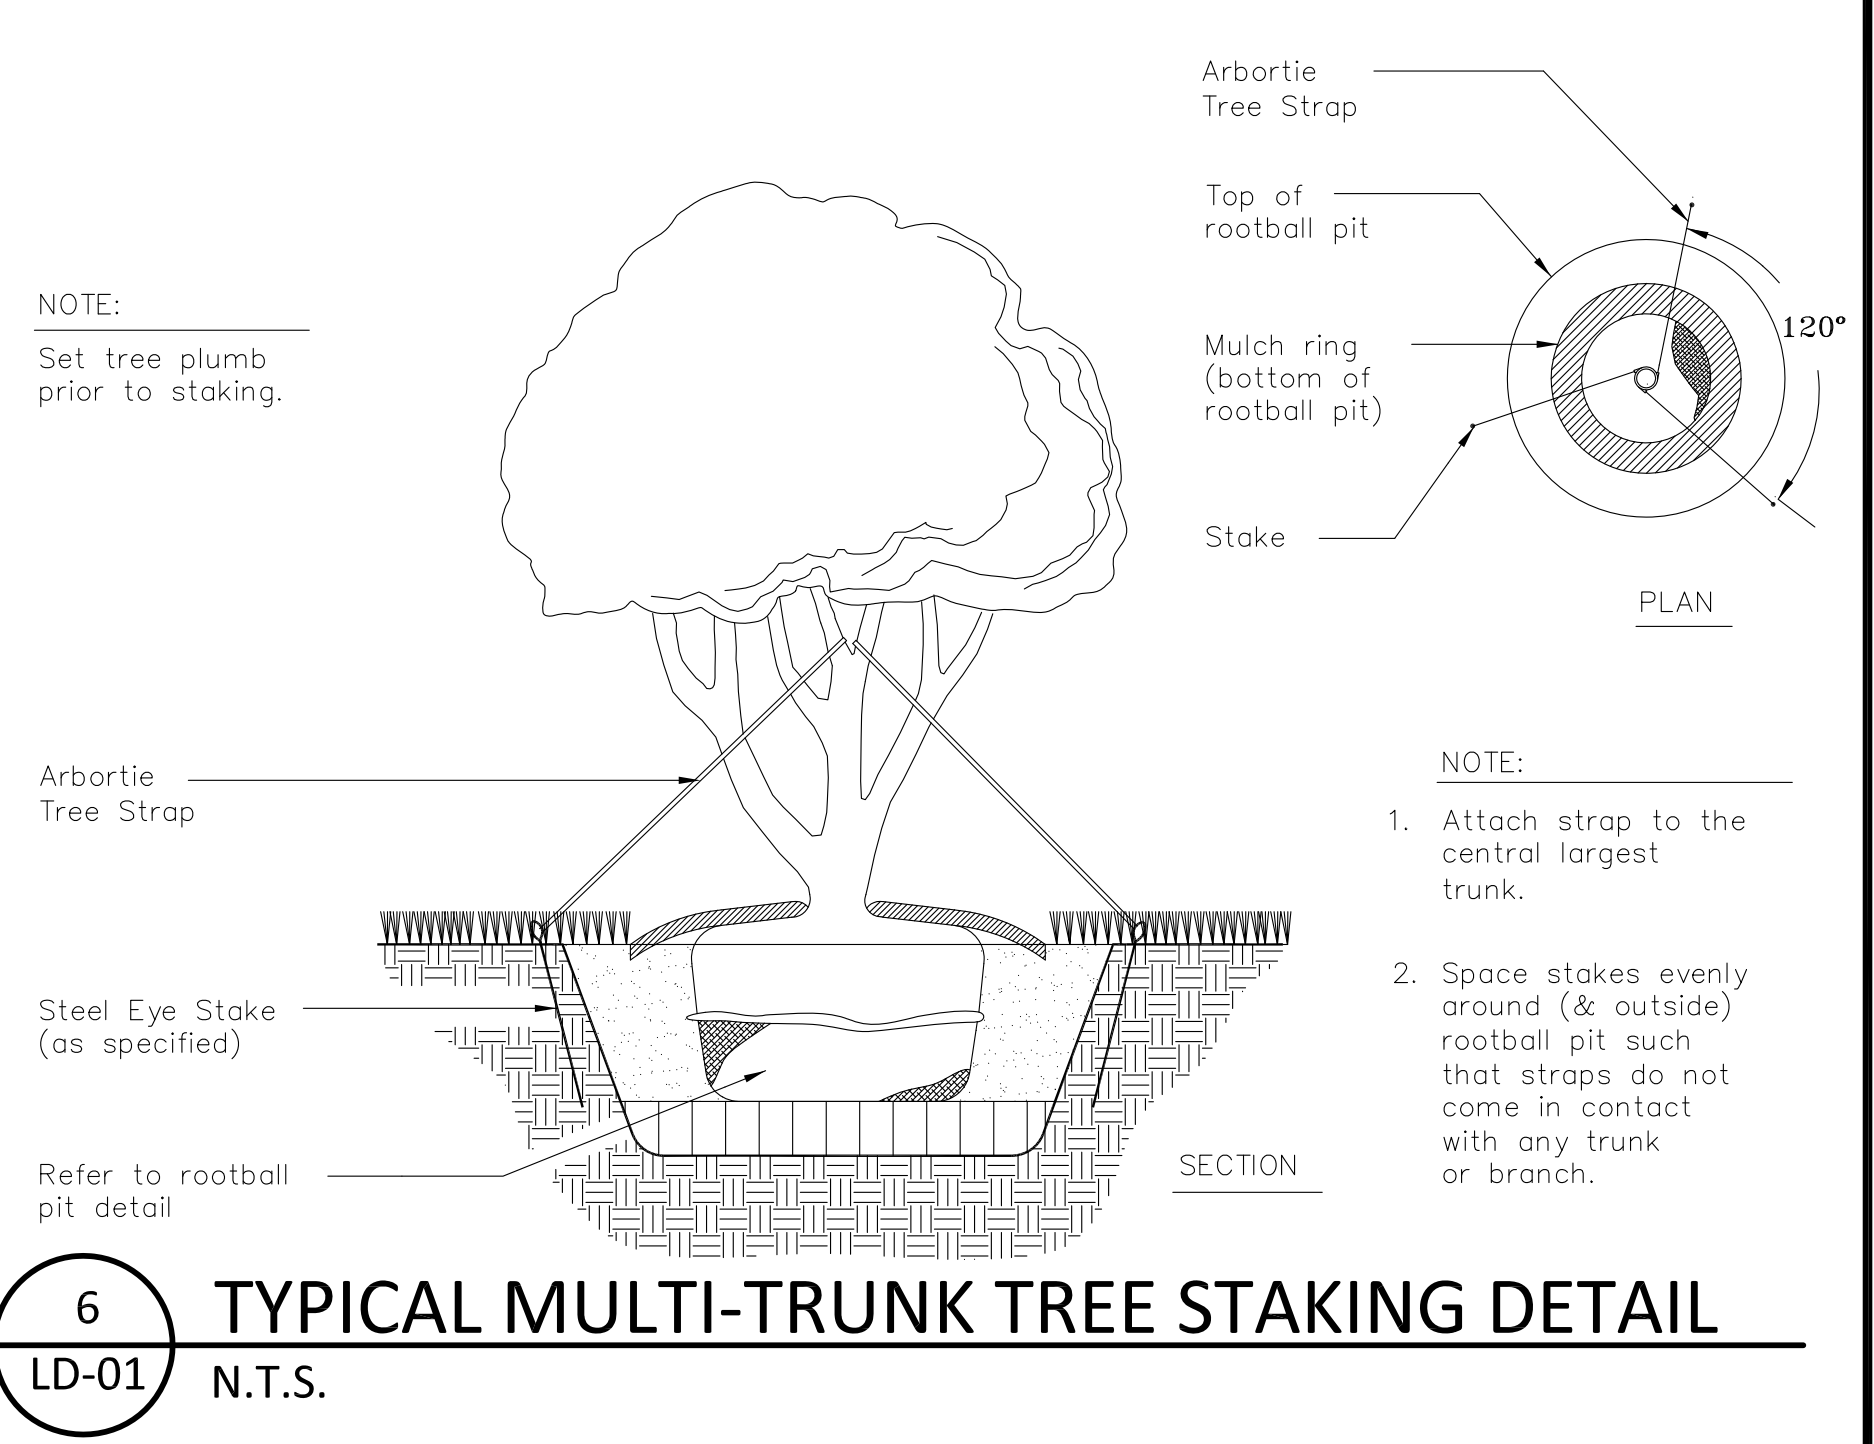 Arbortie
Tree Strap
Top of
rootball pit
NOTE:
Set tree plumb
prior to staking.
120°
Mulch ring
(bottom of
rootball pit)
Stake
PLAN
Arbortie
Tree Strap
NOTE:
1. Attach strap to the
central largest
trunk.
2. Space stakes evenly
around (& outside)
rootball pit such
that straps do not
come in contact
with any trunk
or branch.
Steel Eye Stake
(as specified)
Refer to rootball
pit detail
SECTION
6
LD-01
TYPICAL MULTI-TRUNK TREE STAKING DETAIL
N.T.S.